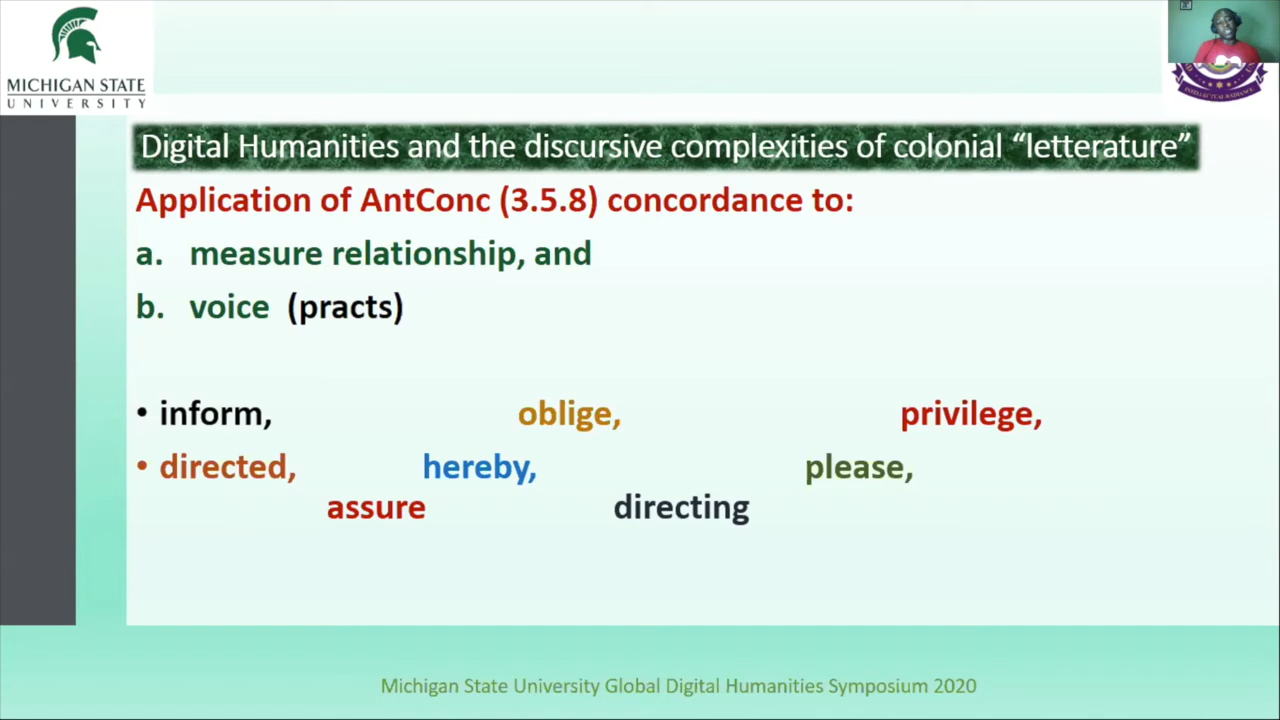 MICHIGAN STATE
UNIVERSITY
Digital Humanities and the discursive complexities of colonial “letterature”
Application of AntConc (3.5.8) concordance to:
a. measure relationship, and
b. voice (practs)
• inform, oblige, privilege,
• directed, hereby, please,
assure directing
Michigan State University Global Digital Humanities Symposium 2020